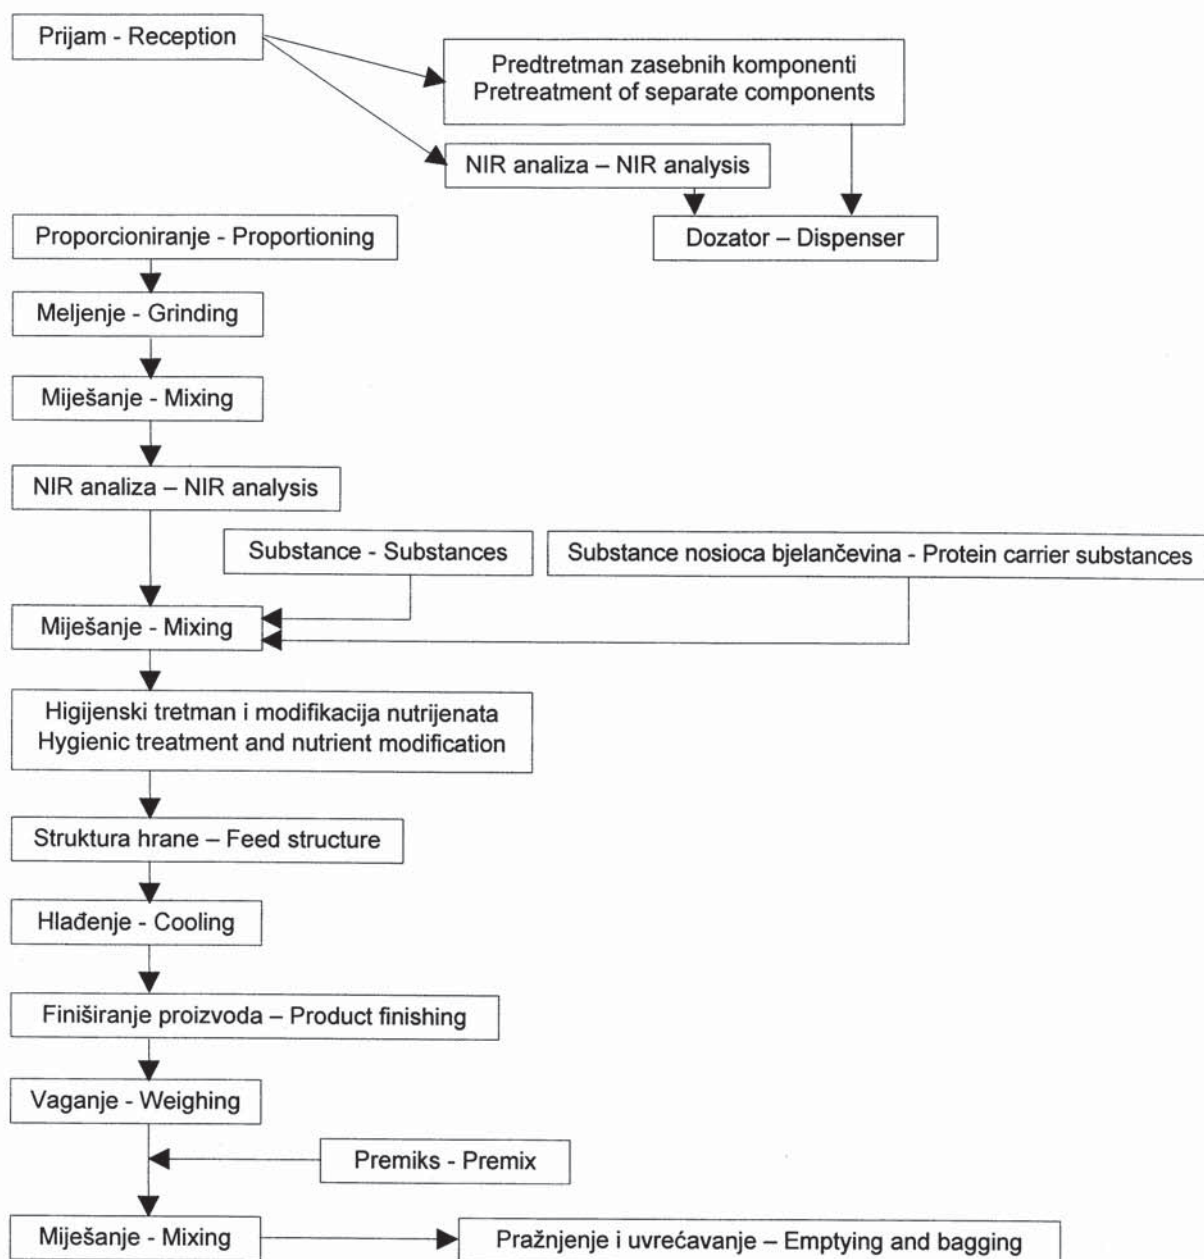 Prijam - Reception
Predtretman zasebnih komponenti
Pretreatment of separate components
NIR analiza – NIR analysis
Proporcioniranje - Proportioning
Dozator – Dispenser
Meljenje - Grinding
Miješanje - Mixing
NIR analiza – NIR analysis
Substance - Substances
Substance nosioca bjelančevina - Protein carrier substances
Miješanje - Mixing
Higijenski tretman i modifikacija nutrijenata
Hygienic treatment and nutrient modification
Struktura hrane – Feed structure
Hlađenje - Cooling
Finiširanje proizvoda – Product finishing
Vaganje - Weighing
Premiks - Premix
Miješanje - Mixing
Pražnjenje i uvrećavanje – Emptying and bagging